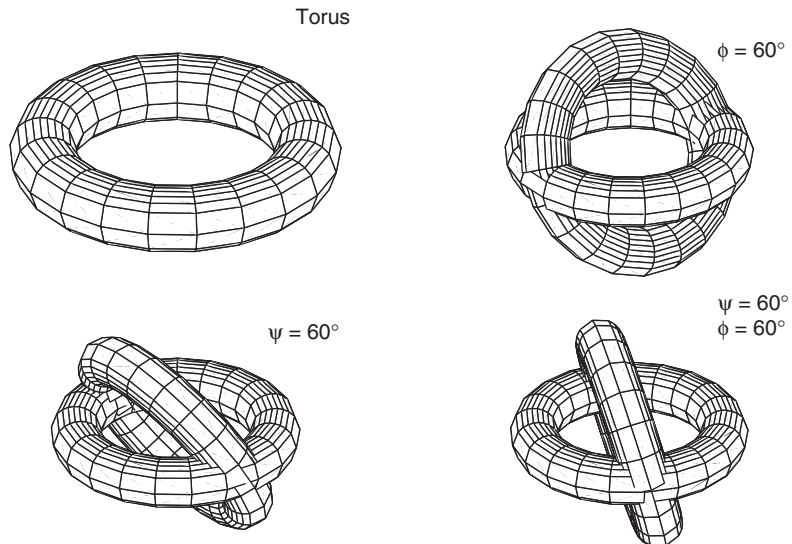 Torus
ϕ = 60°
ψ = 60°
ψ = 60°
ϕ = 60°